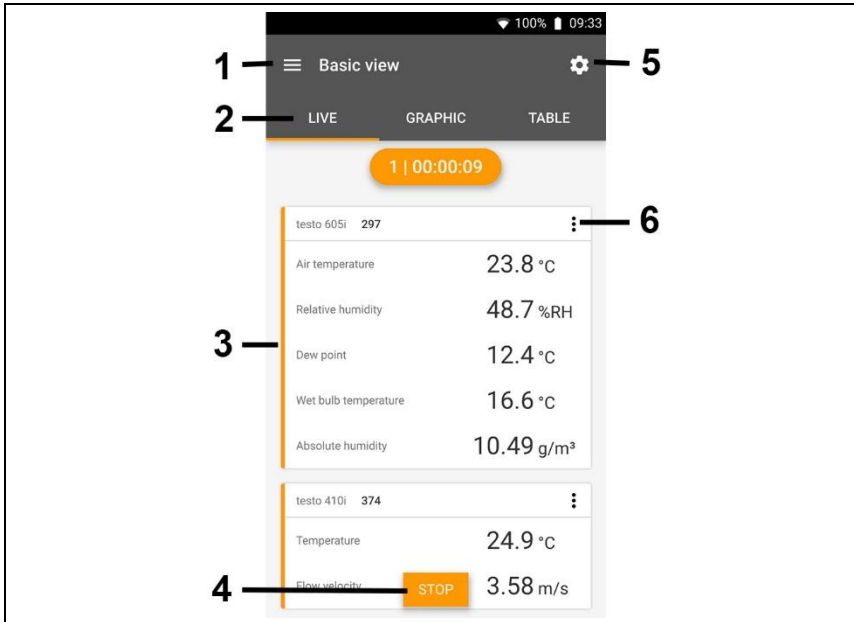 100% 09:33
1 Basic view 5
2 LIVE GRAPHIC TABLE
1 | 00:00:09
testo 605i 297 6
Air temperature 23.8 °C
Relative humidity 48.7 %RH
3
Dew point 12.4 °C
Wet bulb temperature 16.6 °C
Absolute humidity 10.49 g/m³
testo 410i 374
Temperature 24.9 °C
4 Flow velocity STOP 3.58 m/s